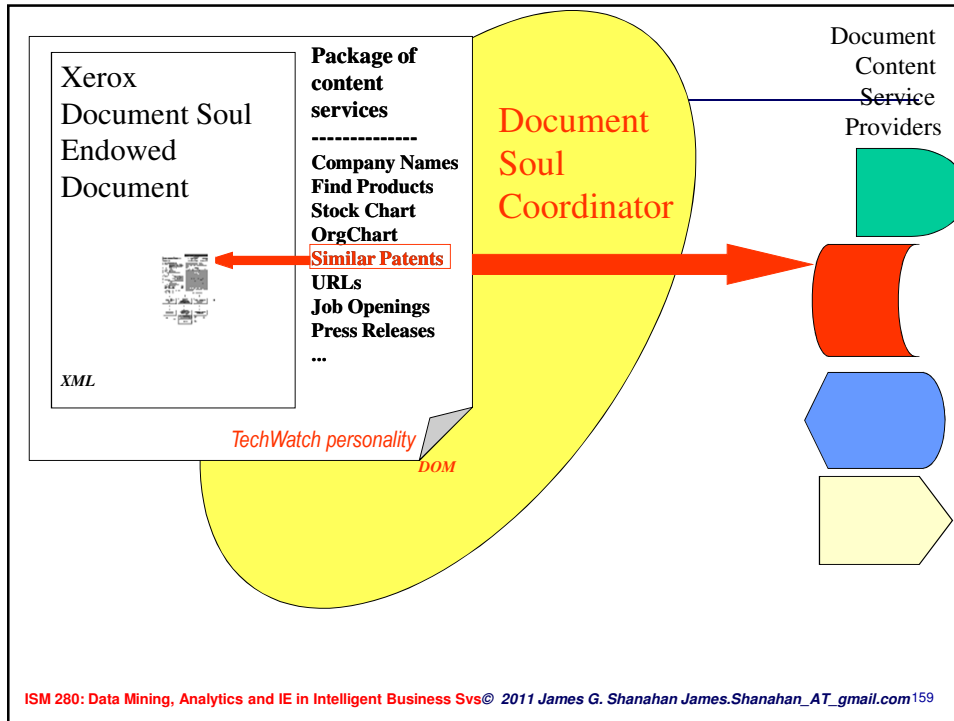 Xerox
Document Soul
Endowed
Document
XML
Package of
content
services
--------------
Company Names
Find Products
Stock Chart
OrgChart
Similar Patents
URLs
Job Openings
Press Releases
...
TechWatch personality
DOM
Document
Soul
Coordinator
Document
Content
Service
Providers
ISM 280: Data Mining, Analytics and IE in Intelligent Business Svs© 2011 James G. Shanahan James.Shanahan_AT_gmail.com 159